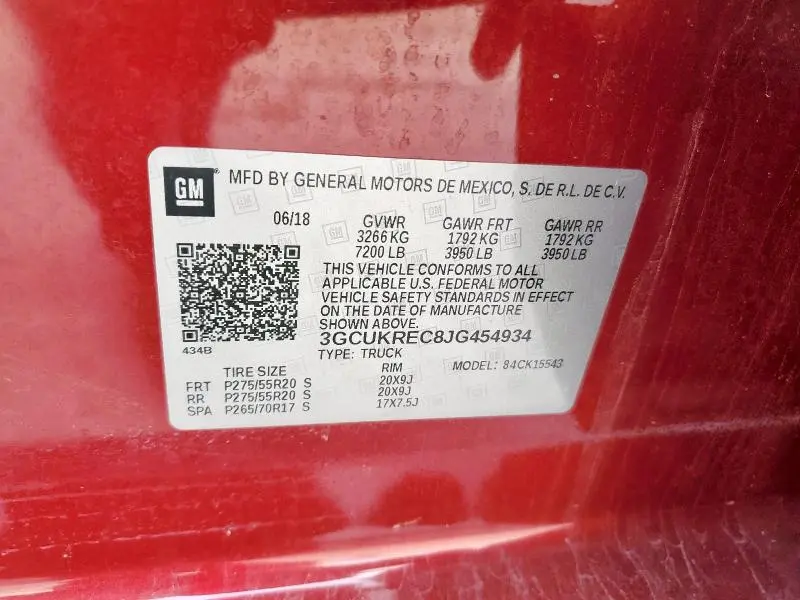 GM
MFD BY GENERAL MOTORS DE MEXICO, S. DE R.L. DE C.V.
06/18 GVWR GAWR FRT GAWR RR
3266 KG 1792 KG 1792 KG
7200 LB 3950 LB 3950 LB
THIS VEHICLE CONFORMS TO ALL
APPLICABLE U.S. FEDERAL MOTOR
VEHICLE SAFETY STANDARDS IN EFFECT
ON THE DATE OF MANUFACTURE
SHOWN ABOVE.
3GCUKREC8JG454934
434B
TYPE: TRUCK MODEL: 84CK15543
TIRE SIZE RIM
FRT P275/55R20 S 20X9J
RR P275/55R20 S 20X9J
SPA P265/70R17 S 17X7.5J